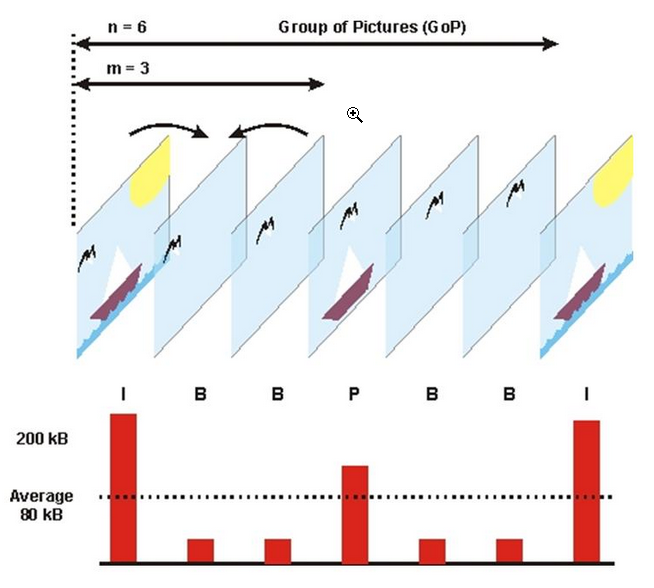 n = 6 Group of Pictures (GoP)
m = 3
I B B P B B I
200 kB
Average
80 kB